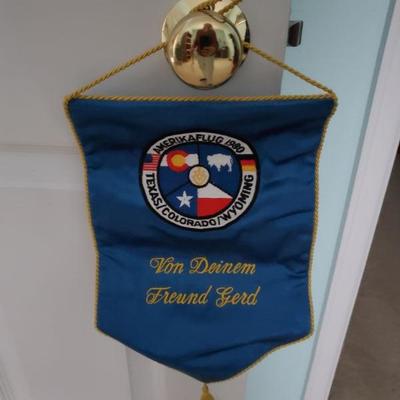 AMERIKAFLUG 1980
TEXAS/COLORADO/WYOMING
Von Deinem
Freund Gerd